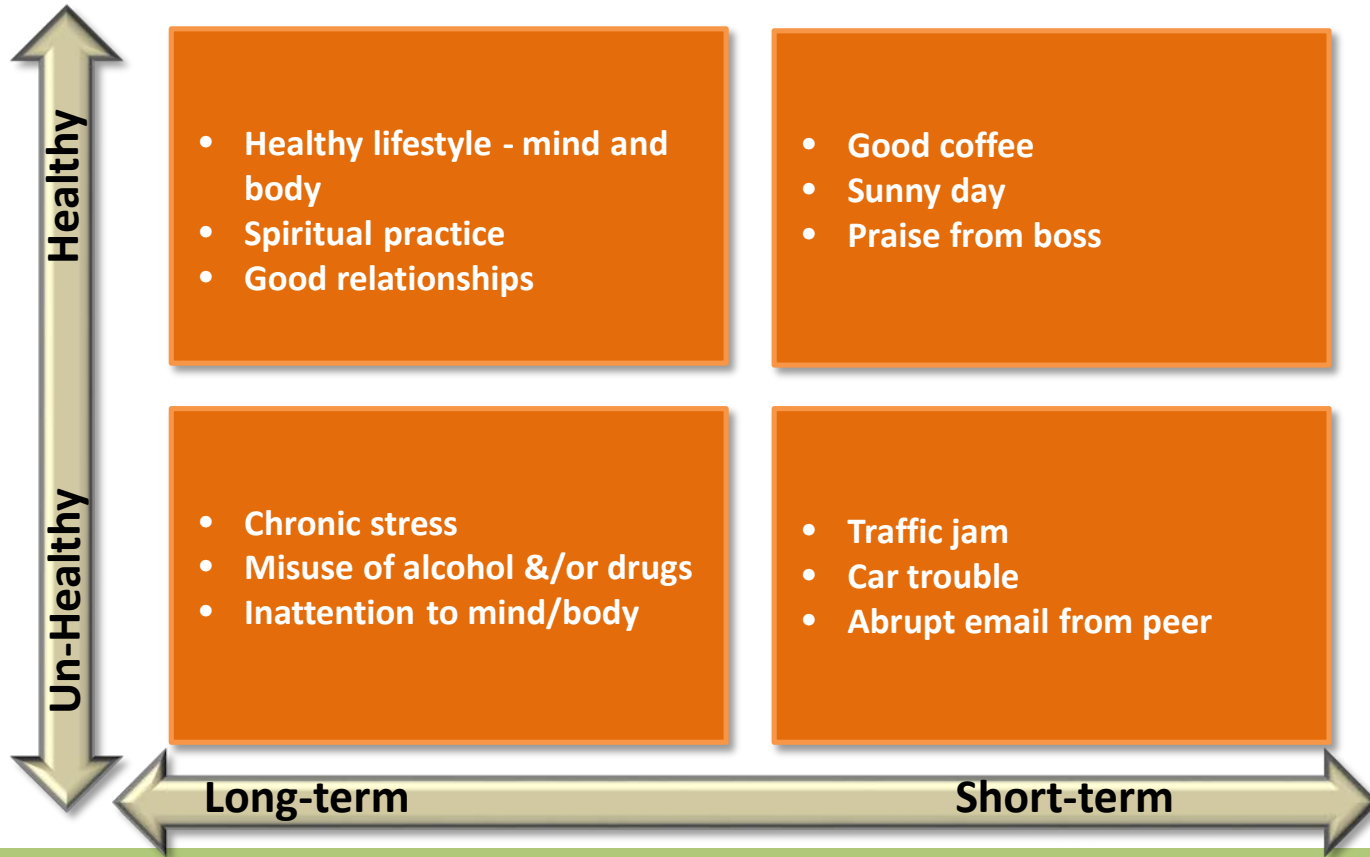 Healthy
• Healthy lifestyle - mind and
body
• Spiritual practice
• Good relationships
• Good coffee
• Sunny day
• Praise from boss
Un-Healthy
• Chronic stress
• Misuse of alcohol &/or drugs
• Inattention to mind/body
• Traffic jam
• Car trouble
• Abrupt email from peer
Long-term
Short-term